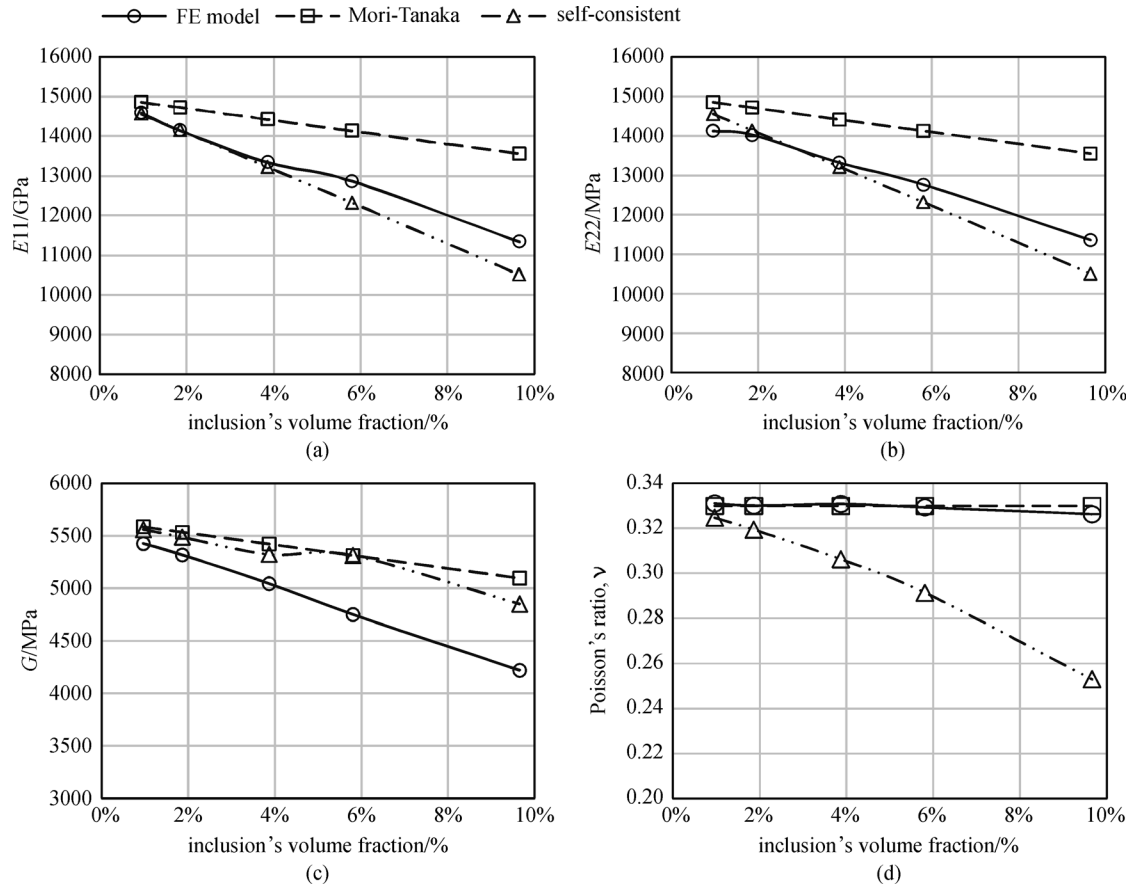 FE model Mori-Tanaka self-consistent
16000
15000
14000
13000
12000
11000
10000
9000
8000
E11/GPa
0% 2% 4% 6% 8% 10%
inclusion’s volume fraction/%
(a)
16000
15000
14000
13000
12000
11000
10000
9000
8000
E22/MPa
0% 2% 4% 6% 8% 10%
inclusion’s volume fraction/%
(b)
6000
5500
5000
4500
4000
3500
3000
G/MPa
0% 2% 4% 6% 8% 10%
inclusion’s volume fraction/%
(c)
0.34
0.32
0.30
0.28
0.26
0.24
0.22
0.20
Poisson’s ratio, ν
0% 2% 4% 6% 8% 10%
inclusion’s volume fraction/%
(d)